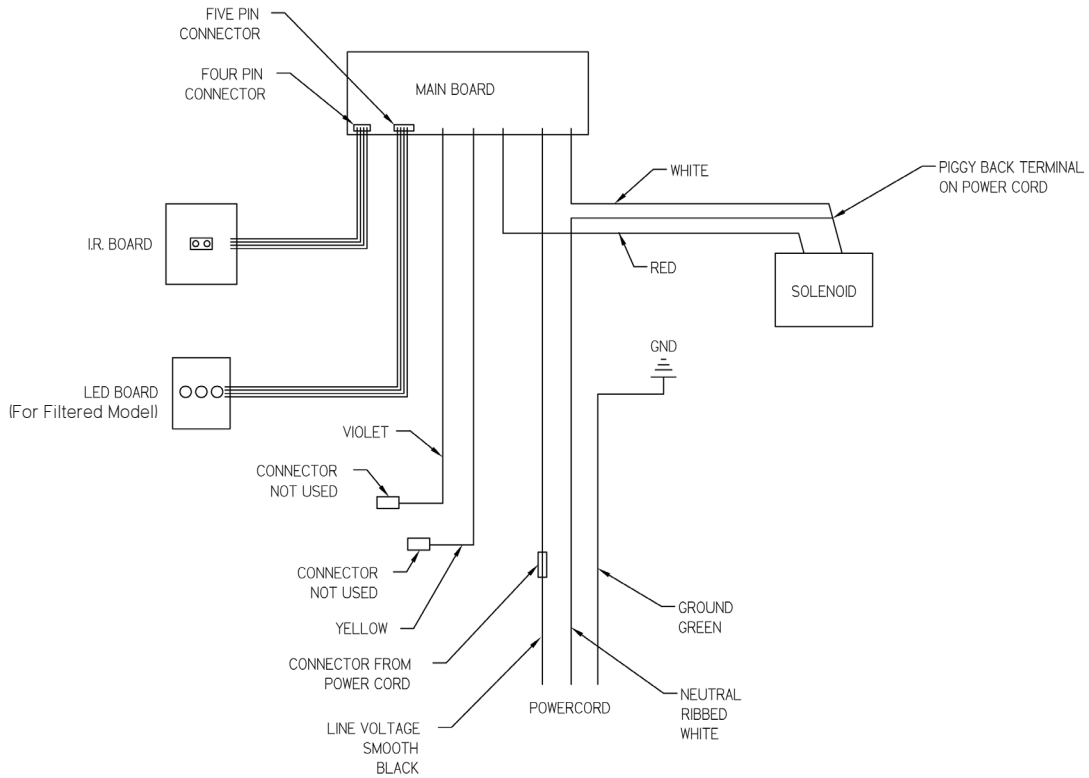 FIVE PIN
CONNECTOR
FOUR PIN
CONNECTOR
MAIN BOARD
WHITE
PIGGY BACK TERMINAL
ON POWER CORD
I.R. BOARD
RED
SOLENOID
GND
LED BOARD
(For Filtered Model)
VIOLET
CONNECTOR
NOT USED
CONNECTOR
NOT USED
YELLOW
GROUND
GREEN
CONNECTOR FROM
POWER CORD
NEUTRAL
RIBBED
WHITE
POWERCORD
LINE VOLTAGE
SMOOTH
BLACK